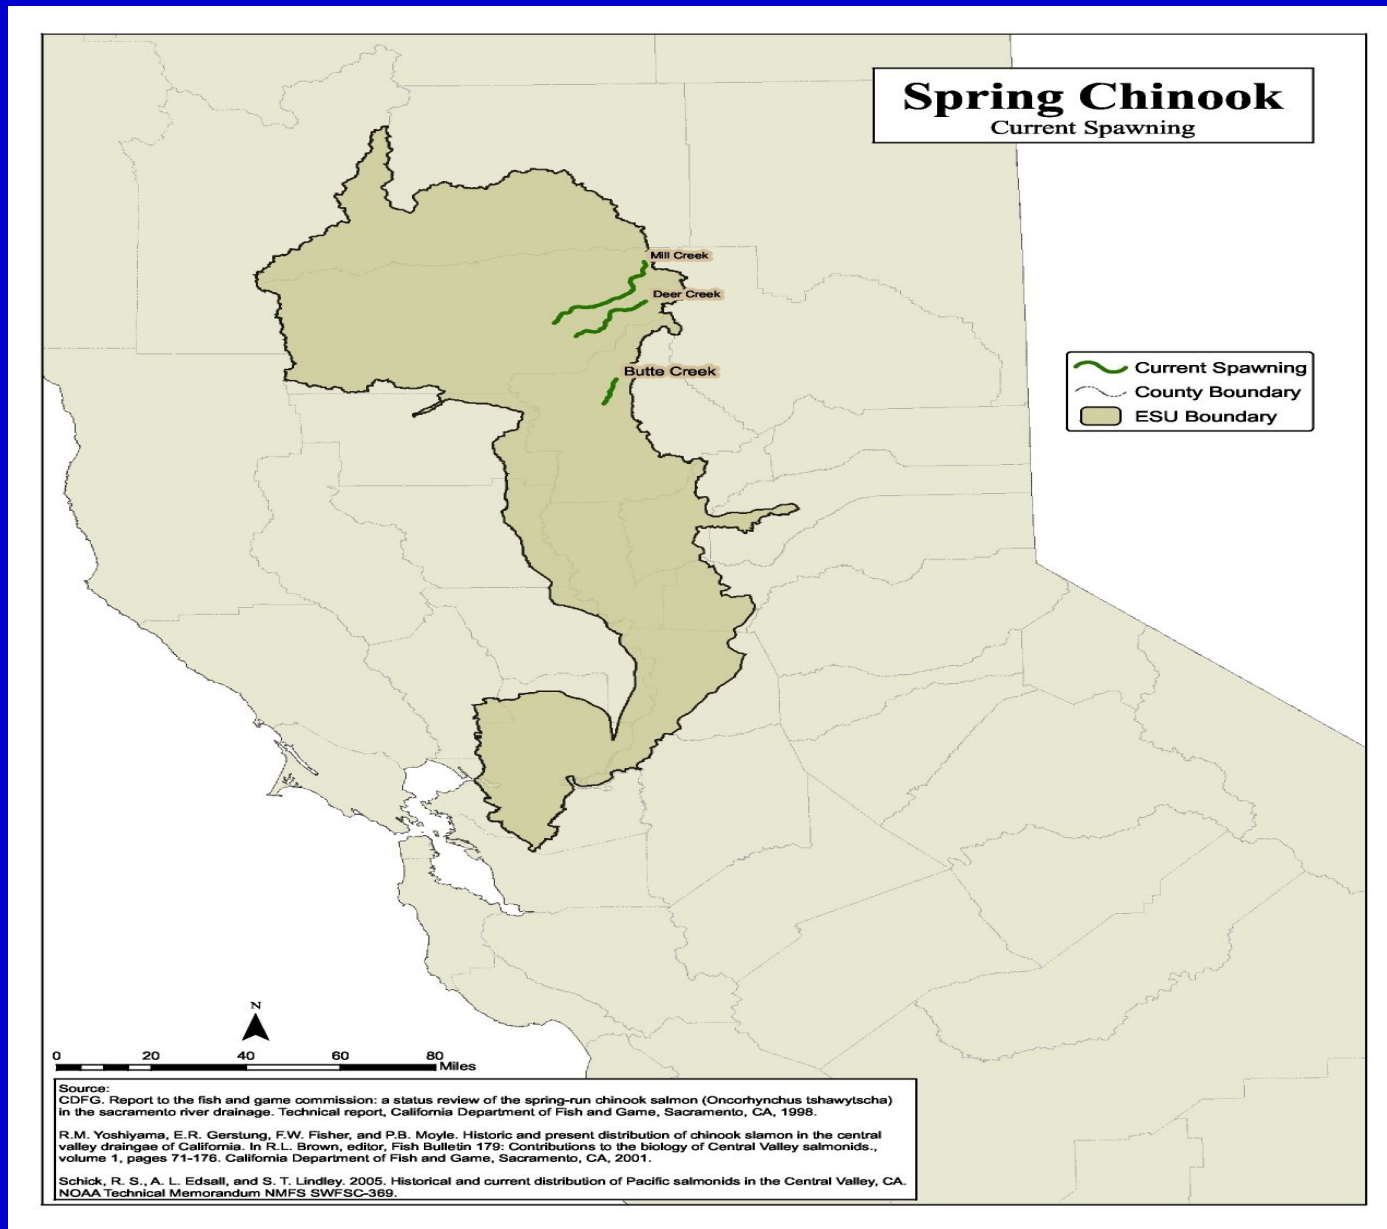 Spring Chinook
Current Spawning
Mill Creek
Deer Creek
Butte Creek
Current Spawning
County Boundary
ESU Boundary
N
0 20 40 60 80
Miles
Source:
CDFG. Report to the fish and game commission: a status review of the spring-run chinook salmon (Oncorhynchus tshawytscha)
in the sacramento river drainage. Technical report, California Department of Fish and Game, Sacramento, CA, 1998.
R.M. Yoshiyama, E.R. Gerstung, F.W. Fisher, and P.B. Moyle. Historic and present distribution of chinook slamon in the central
valley draingae of California. In R.L. Brown, editor, Fish Bulletin 179: Contributions to the biology of Central Valley salmonids.,
volume 1, pages 71-176. California Department of Fish and Game, Sacramento, CA, 2001.
Schick, R. S., A. L. Edsall, and S. T. Lindley. 2005. Historical and current distribution of Pacific salmonids in the Central Valley, CA.
NOAA Technical Memorandum NMFS SWFSC-369.